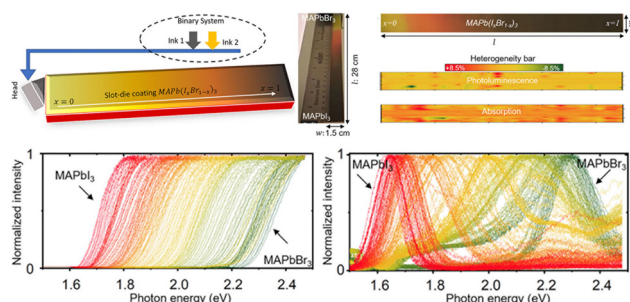 Binary System
Ink 1 Ink 2
Head
Slot-die coating MAPb(IxBr1-x)3
x = 0
x = 1
MAPbBr3
MAPbI3
l: 28 cm
w: 1.5 cm
x=0 MAPb(IxBr1-x)3 x=1
l
Heterogeneity bar
+8.5% -8.5%
Photoluminescence
Absorption
Normalized intensity
1
0
MAPbI3
MAPbBr3
1.6 1.8 2.0 2.2 2.4
Photon energy (eV)
Normalized intensity
1
0
MAPbI3
MAPbBr3
1.6 1.8 2.0 2.2 2.4
Photon energy (eV)